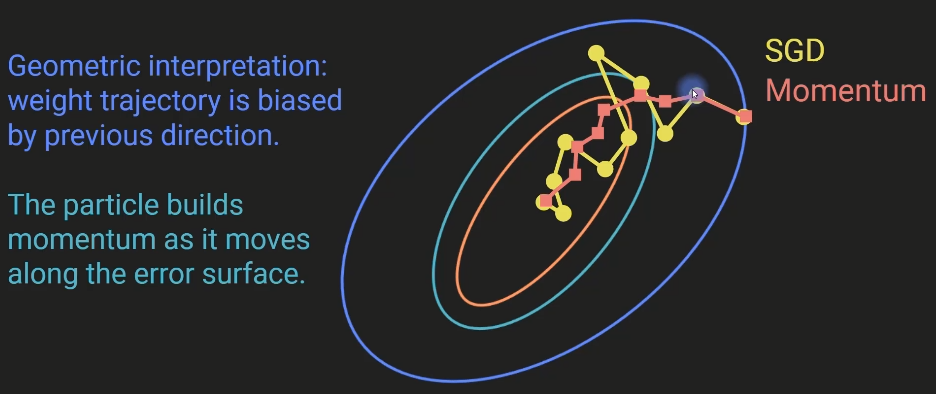 Geometric interpretation:
weight trajectory is biased
by previous direction.
The particle builds
momentum as it moves
along the error surface.
SGD
Momentum